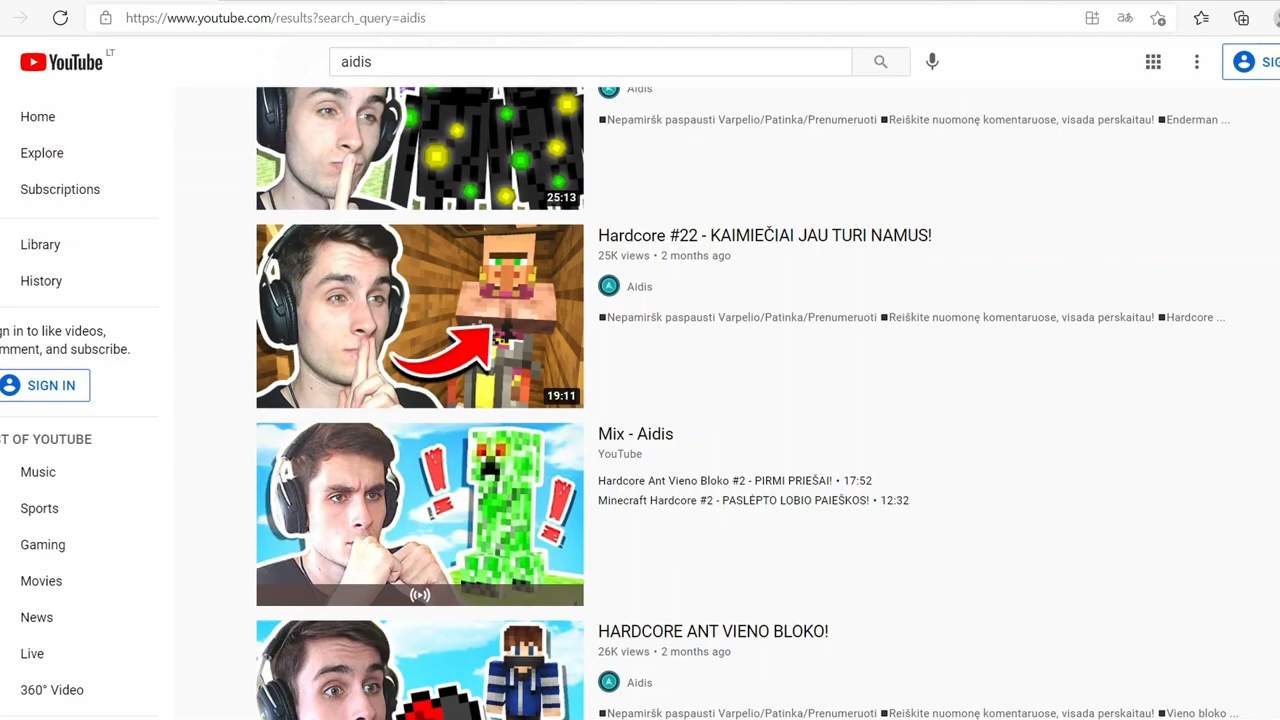 https://www.youtube.com/results?search_query=aidis
YouTube LT
aidis
Home
Explore
Subscriptions
Library
History
gn in to like videos,
mment, and subscribe.
SIGN IN
ST OF YOUTUBE
Music
Sports
Gaming
Movies
News
Live
360° Video
SIG
Aidis
■Nepamiršk paspausti Varpelio/Patinka/Prenumeruoti ■Reiškite nuomonę komentaruose, visada perskaitau! ■Enderman ...
25:13
Hardcore #22 - KAIMIEČIAI JAU TURI NAMUS!
25K views • 2 months ago
A Aidis
■Nepamiršk paspausti Varpelio/Patinka/Prenumeruoti ■Reiškite nuomonę komentaruose, visada perskaitau! ■Hardcore ...
19:11
Mix - Aidis
YouTube
Hardcore Ant Vieno Bloko #2 - PIRMI PRIEŠAI! • 17:52
Minecraft Hardcore #2 - PASLĖPTO LOBIO PAIEŠKOS! • 12:32
HARDCORE ANT VIENO BLOKO!
26K views • 2 months ago
A Aidis
■Nepamiršk paspausti Varpelio/Patinka/Prenumeruoti ■Reiškite nuomonę komentaruose, visada perskaitau! ■Vieno bloko ...